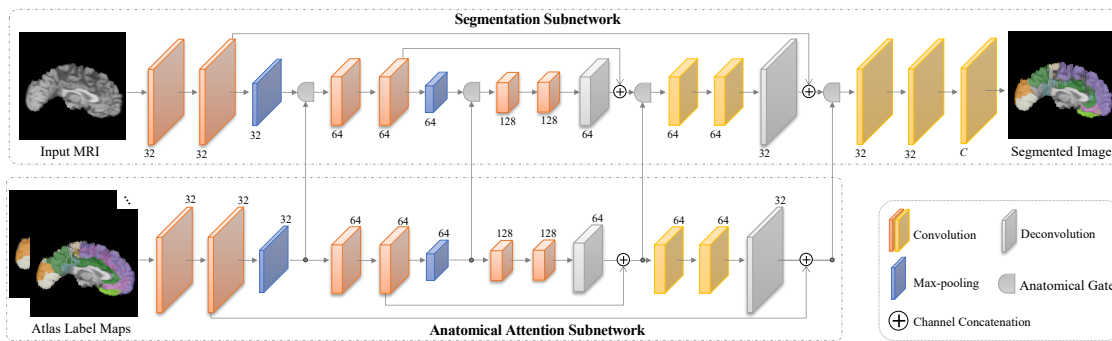 Segmentation Subnetwork
32
32
32
64
64
64
128
128
64
64
64
32
32
32
C
Input MRI
Segmented Image
32
32
32
64
64
64
128
128
64
64
64
32
Atlas Label Maps
Anatomical Attention Subnetwork
Convolution
Deconvolution
Max-pooling
Anatomical Gate
Channel Concatenation